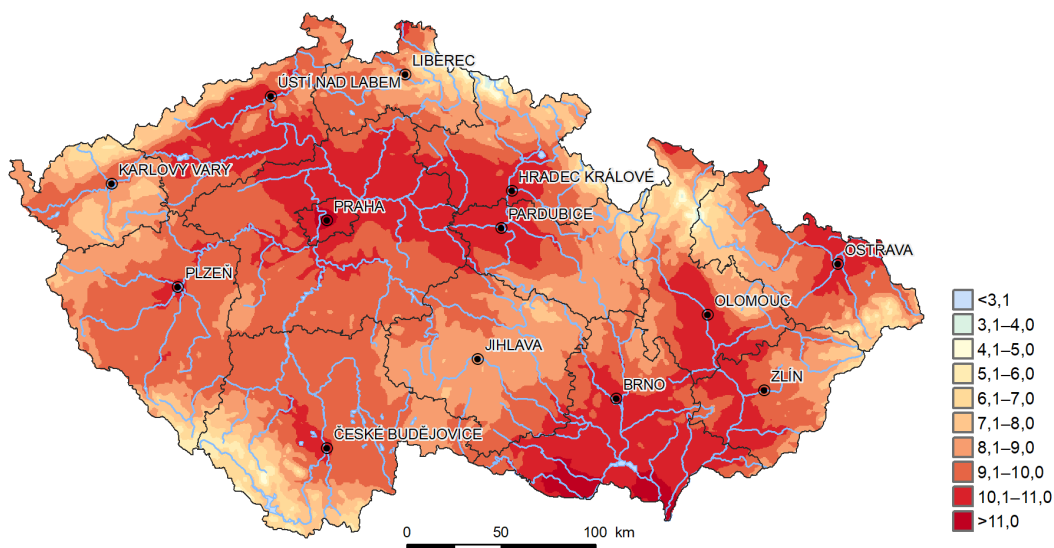 LIBEREC
ÚSTÍ NAD LABEM
KARLOVY VARY
HRADEC KRÁLOVÉ
PRAHA
PARDUBICE
OSTRAVA
PLZEŇ
OLOMOUC
JIHLAVA
BRNO
ZLÍN
ČESKÉ BUDĚJOVICE
<3,1
3,1–4,0
4,1–5,0
5,1–6,0
6,1–7,0
7,1–8,0
8,1–9,0
9,1–10,0
10,1–11,0
>11,0
0 50 100 km